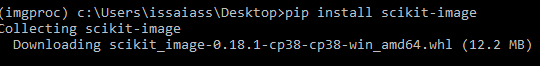 (imgproc) c:\Users\issaiass\Desktop>pip install scikit-image
Collecting scikit-image
Downloading scikit_image-0.18.1-cp38-cp38-win_amd64.whl (12.2 MB)